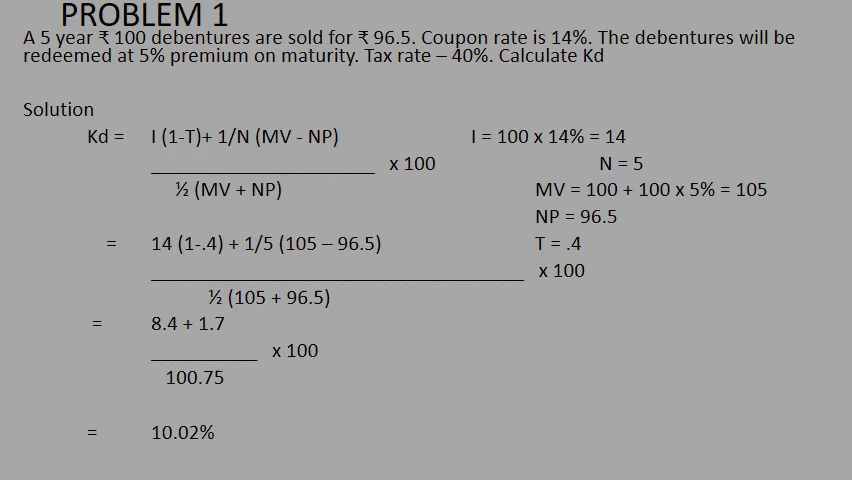 PROBLEM 1
A 5 year ₹ 100 debentures are sold for ₹ 96.5. Coupon rate is 14%. The debentures will be
redeemed at 5% premium on maturity. Tax rate – 40%. Calculate Kd
Solution
Kd = I (1-T)+ 1/N (MV - NP) I = 100 x 14% = 14
____________________ x 100 N = 5
½ (MV + NP) MV = 100 + 100 x 5% = 105
NP = 96.5
= 14 (1-.4) + 1/5 (105 – 96.5) T = .4
__________________________________ x 100
½ (105 + 96.5)
= 8.4 + 1.7
__________ x 100
100.75
= 10.02%